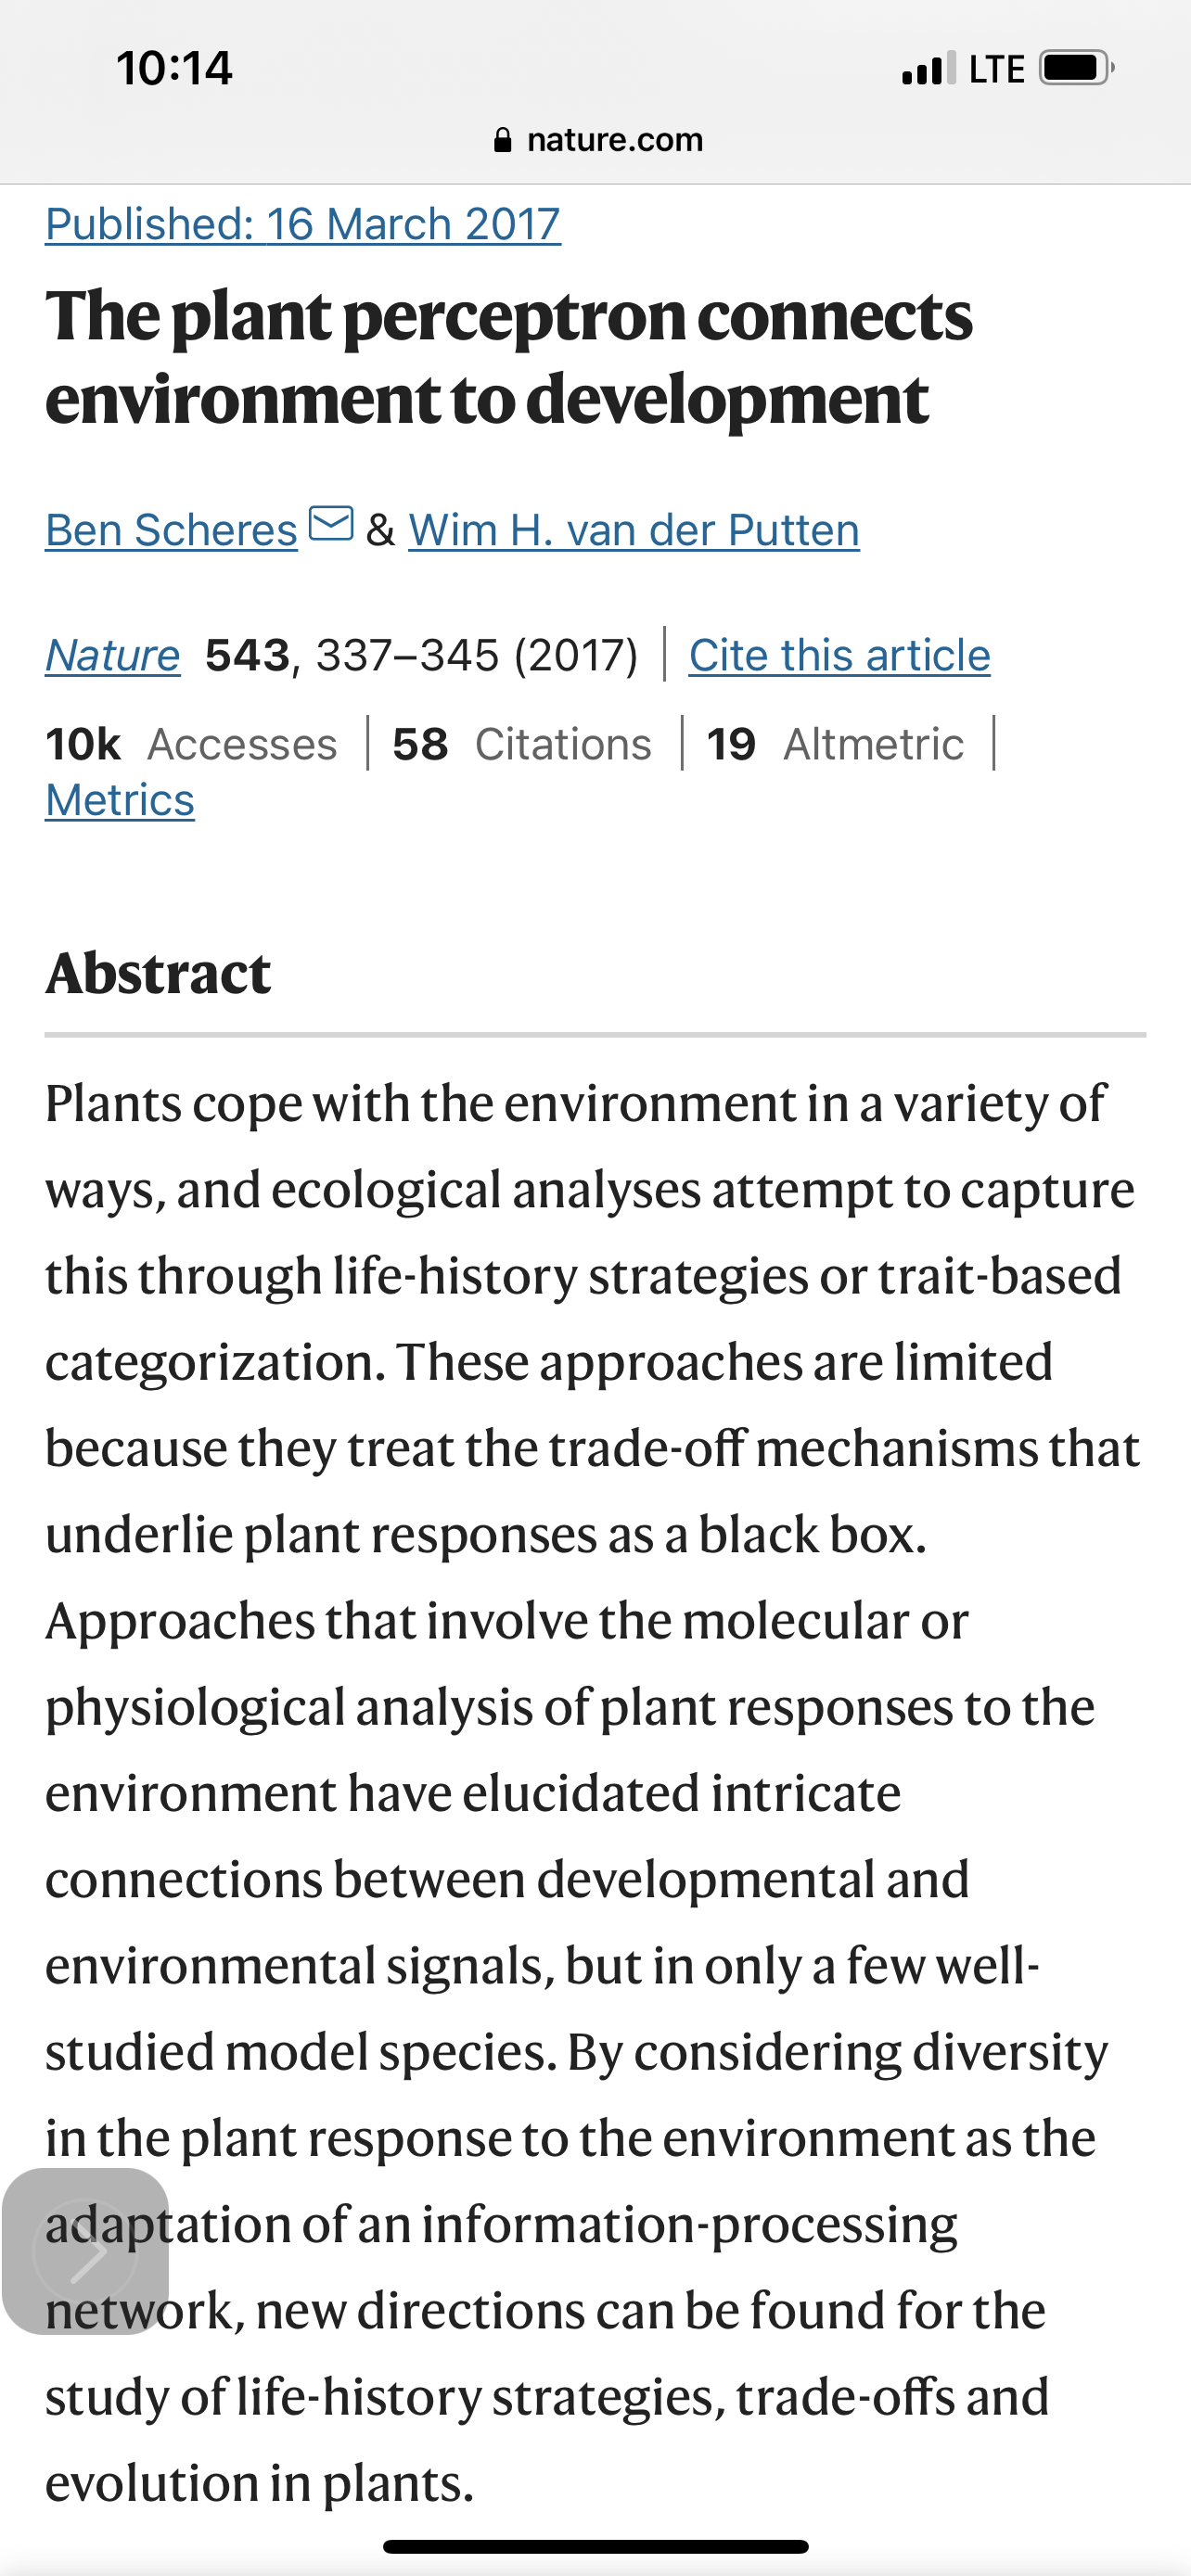 10:14
LTE
nature.com
Published: 16 March 2017
The plant perceptron connects
environment to development
Ben Scheres & Wim H. van der Putten
Nature 543, 337–345 (2017) | Cite this article
10k Accesses | 58 Citations | 19 Altmetric |
Metrics
Abstract
Plants cope with the environment in a variety of
ways, and ecological analyses attempt to capture
this through life-history strategies or trait-based
categorization. These approaches are limited
because they treat the trade-off mechanisms that
underlie plant responses as a black box.
Approaches that involve the molecular or
physiological analysis of plant responses to the
environment have elucidated intricate
connections between developmental and
environmental signals, but in only a few well-
studied model species. By considering diversity
in the plant response to the environment as the
adaptation of an information-processing
network, new directions can be found for the
study of life-history strategies, trade-offs and
evolution in plants.